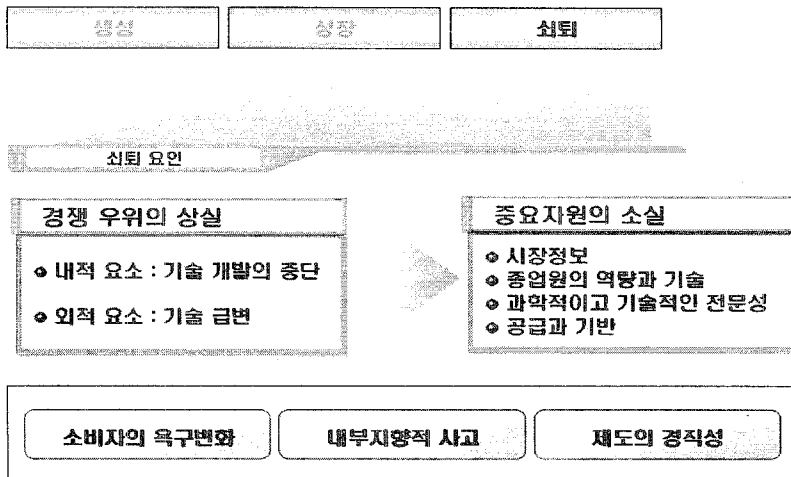 생성
성장
쇠퇴
쇠퇴 요인
경쟁 우위의 상실
내적 요소 : 기술 개발의 중단
외적 요소 : 기술 급변
중요자원의 소실
시장정보
종업원의 역량과 기술
과학적이고 기술적인 전문성
공급과 기반
소비자의 욕구변화
내부지향적 사고
제도의 경직성